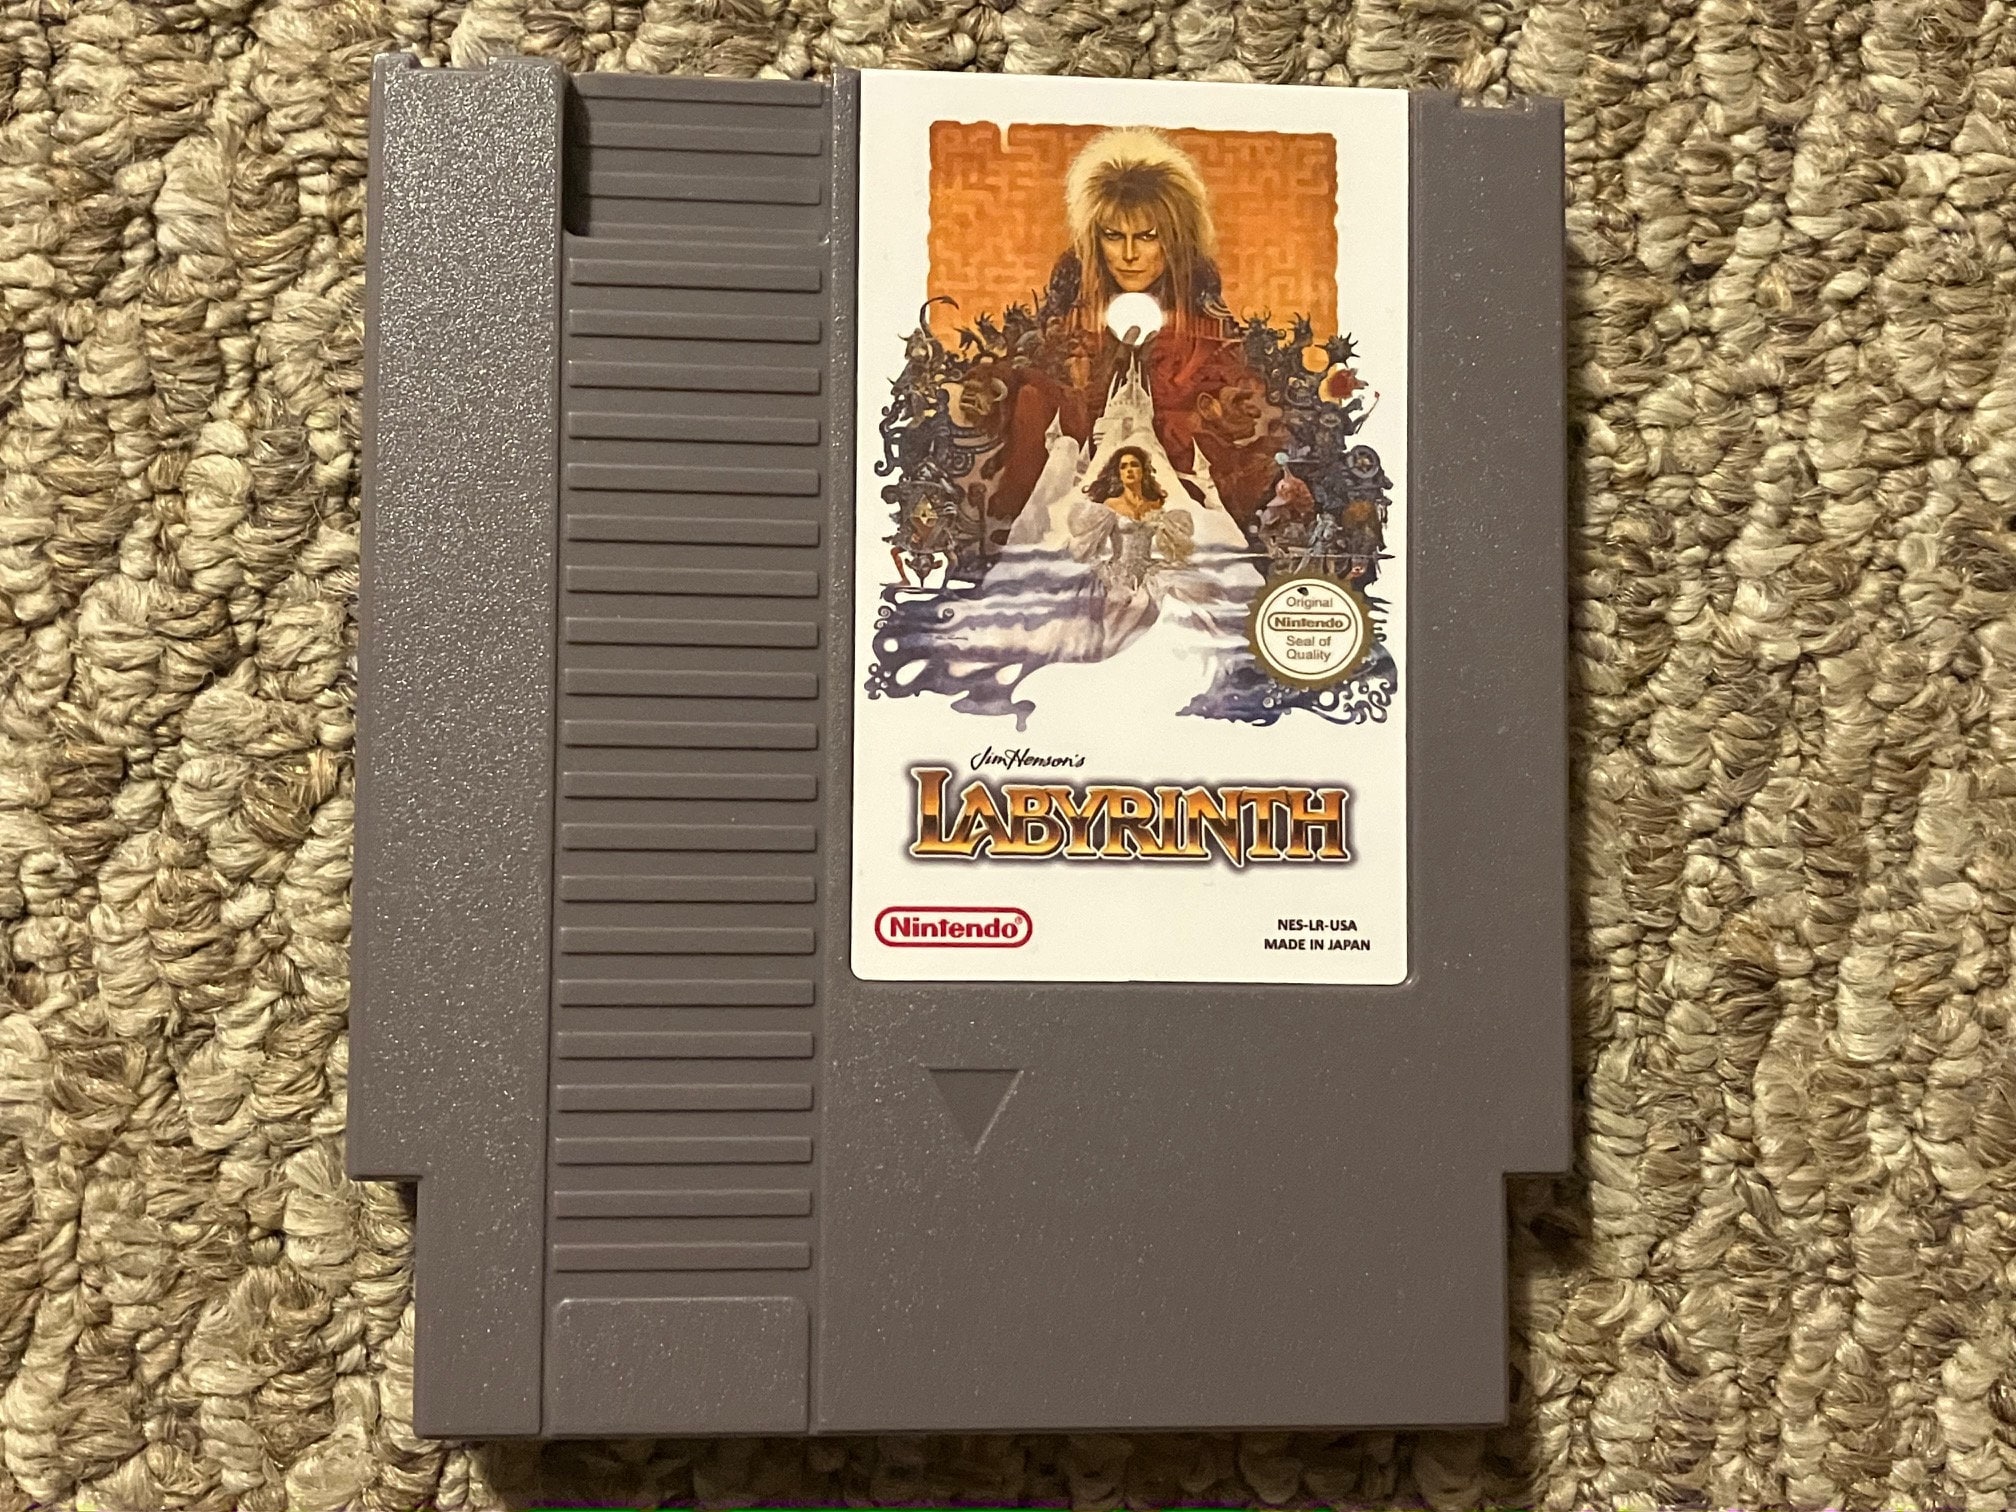 Original
Nintendo
Seal of
Quality
Jim Henson's
LABYRINTH
Nintendo®
NES-LR-USA
MADE IN JAPAN